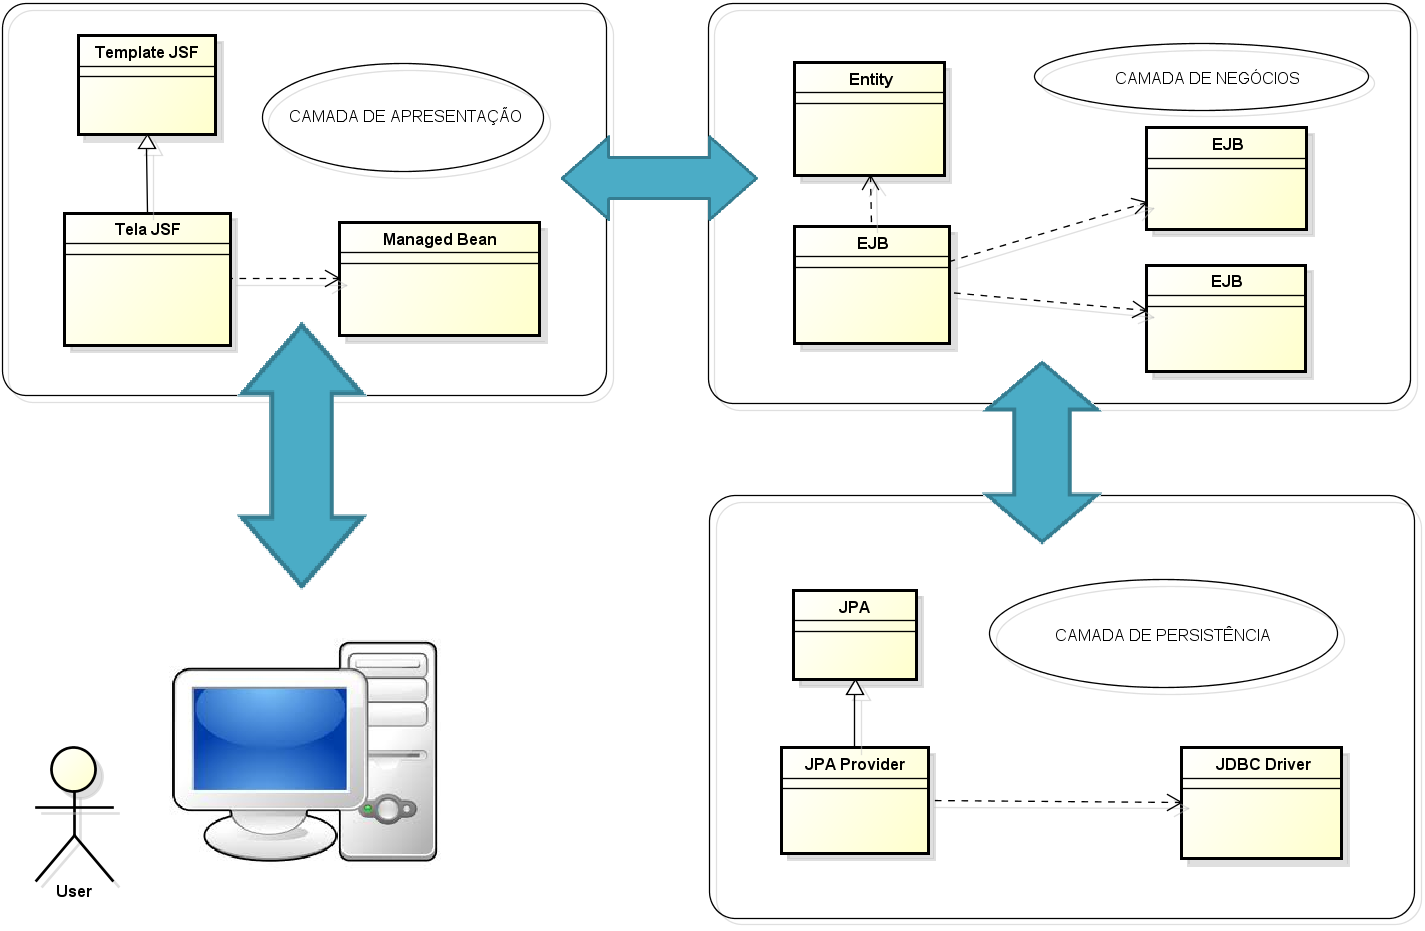 Template JSF
CAMADA DE APRESENTAÇÃO
Tela JSF
Managed Bean
Entity
CAMADA DE NEGÓCIOS
EJB
EJB
EJB
JPA
CAMADA DE PERSISTÊNCIA
JPA Provider
JDBC Driver
User